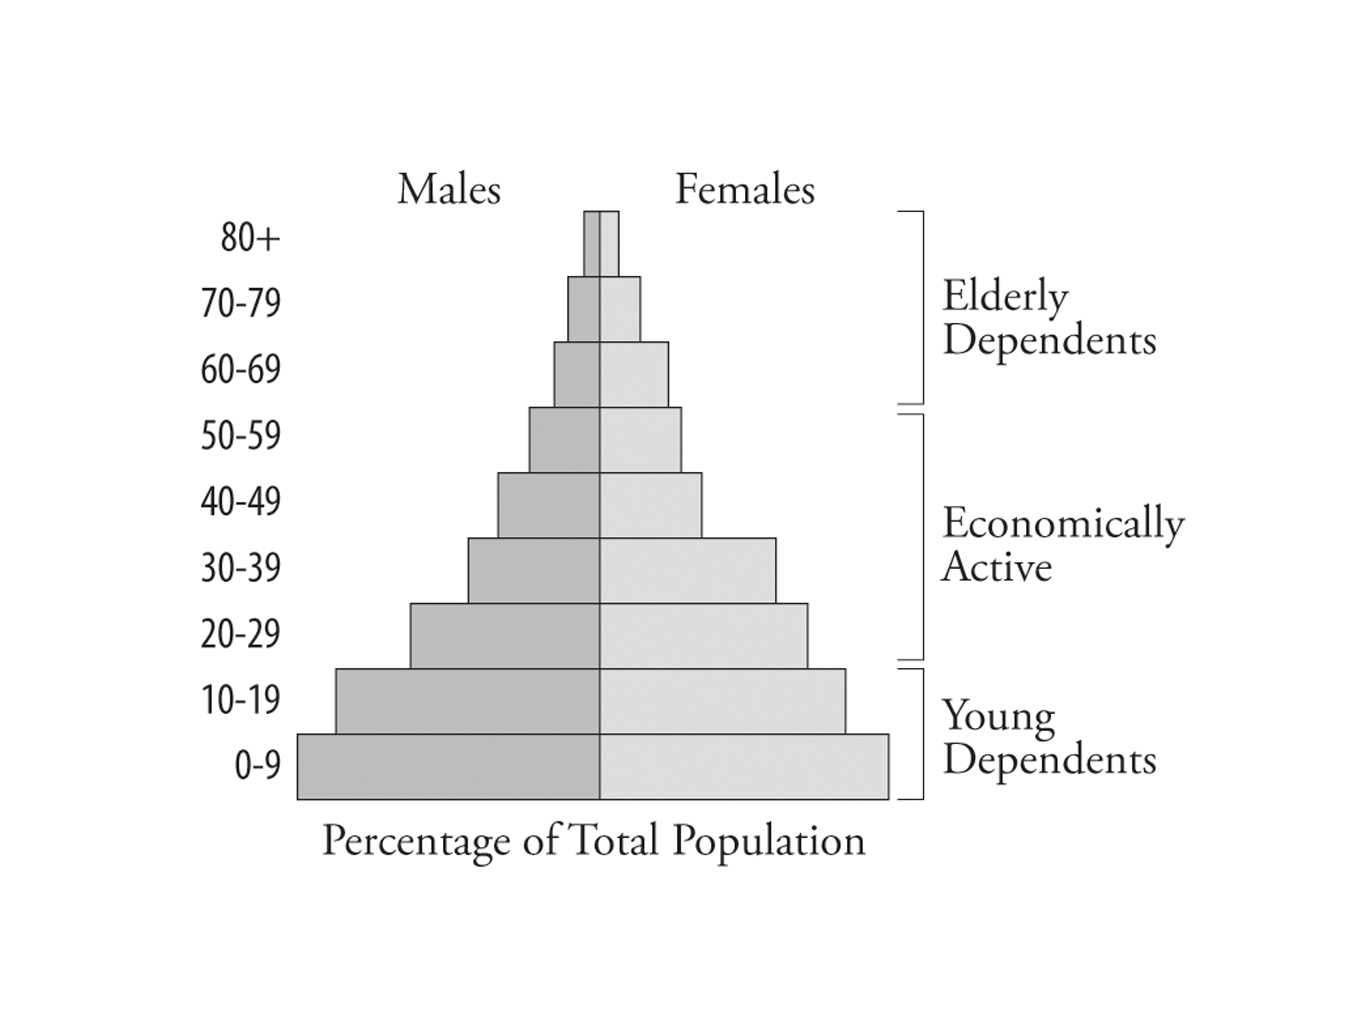 Males Females
80+
70-79
60-69
50-59
40-49
30-39
20-29
10-19
0-9
Elderly
Dependents
Economically
Active
Young
Dependents
Percentage of Total Population